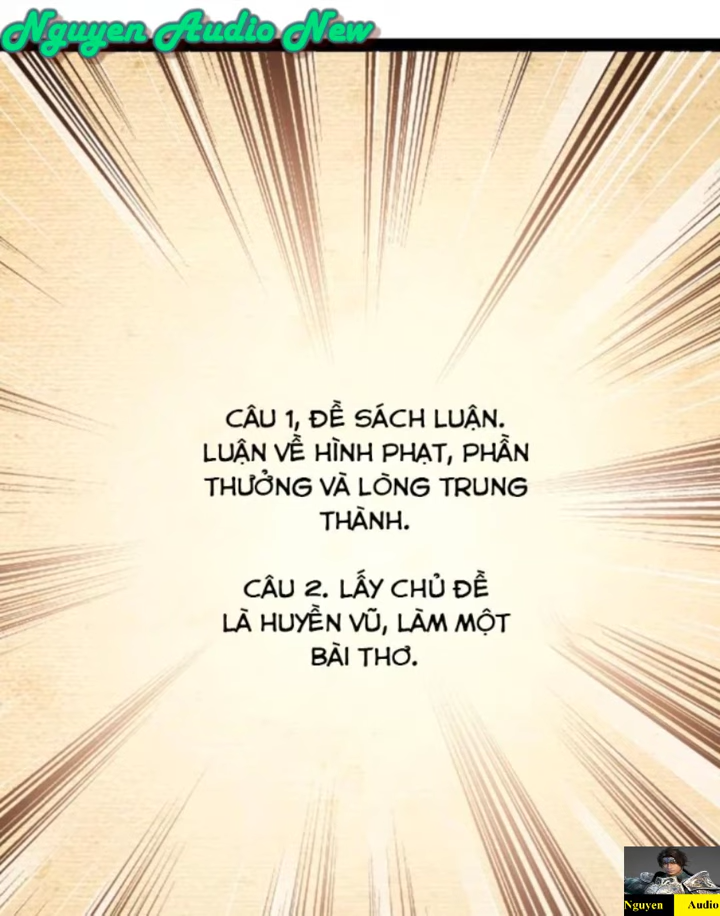 Nguyen Audio New
CÂU 1, ĐỀ SÁCH LUẬN.
LUẬN VỀ HÌNH PHẠT, PHẦN
THƯỞNG VÀ LÒNG TRUNG
THÀNH.
CÂU 2. LẤY CHỦ ĐỀ
LÀ HUYỀN VŨ, LÀM MỘT
BÀI THƠ.
Nguyen Audio